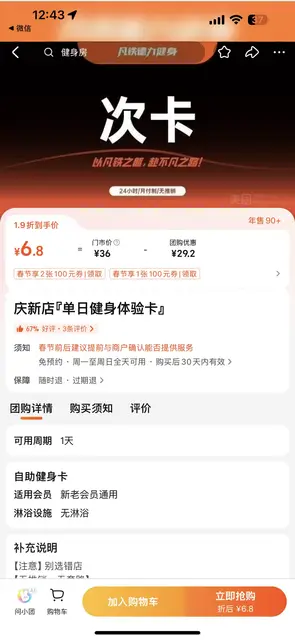 12:43
37
微信
健身房
凡铁德力健身
次卡
以凡铁之躯,赴不凡之路!
24小时/月付制/无推销
美团
1.9折到手价
年售 90+
¥6.8
=
门市价
¥36
-
团购优惠
¥29.2
春节享2张100元券|领取
春节享1张100元券|领取
庆新店『单日健身体验卡』
67% 好评 · 3条评价
须知
春节前后建议提前与商户确认能否提供服务
免预约 · 周一至周日全天可用 · 购买后30天内有效
保障
随时退 · 过期退
团购详情
购买须知
评价
可用周期
1天
自助健身卡
适用会员
新老会员通用
淋浴设施
无淋浴
补充说明
【注意】别选错店
问小团
购物车
加入购物车
立即抢购
折后 ¥6.8